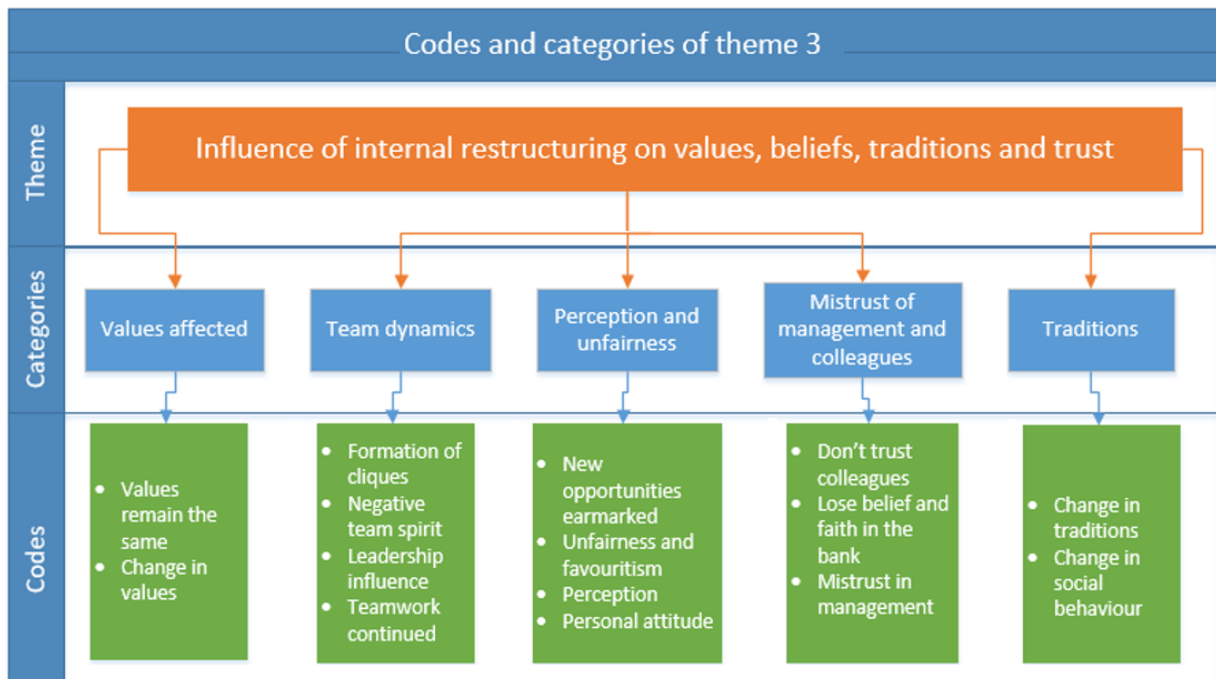 Codes and categories of theme 3
Theme
Influence of internal restructuring on values, beliefs, traditions and trust
Categories
Values affected
Team dynamics
Perception and
unfairness
Mistrust of
management and
colleagues
Traditions
Codes
• Values
remain the
same
• Change in
values
• Formation of
cliques
• Negative
team spirit
• Leadership
influence
• Teamwork
continued
• New
opportunities
earmarked
• Unfairness and
favouritism
• Perception
• Personal attitude
• Don’t trust
colleagues
• Lose belief and
faith in the
bank
• Mistrust in
management
• Change in
traditions
• Change in
social
behaviour